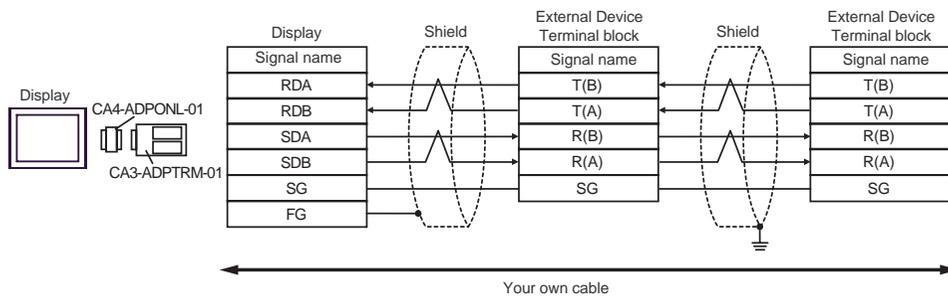 Display
CA4-ADPONL-01
CA3-ADPTRM-01
Display
Signal name
RDA
RDB
SDA
SDB
SG
FG
Shield
External Device
Terminal block
Signal name
T(B)
T(A)
R(B)
R(A)
SG
Shield
External Device
Terminal block
Signal name
T(B)
T(A)
R(B)
R(A)
SG
Your own cable